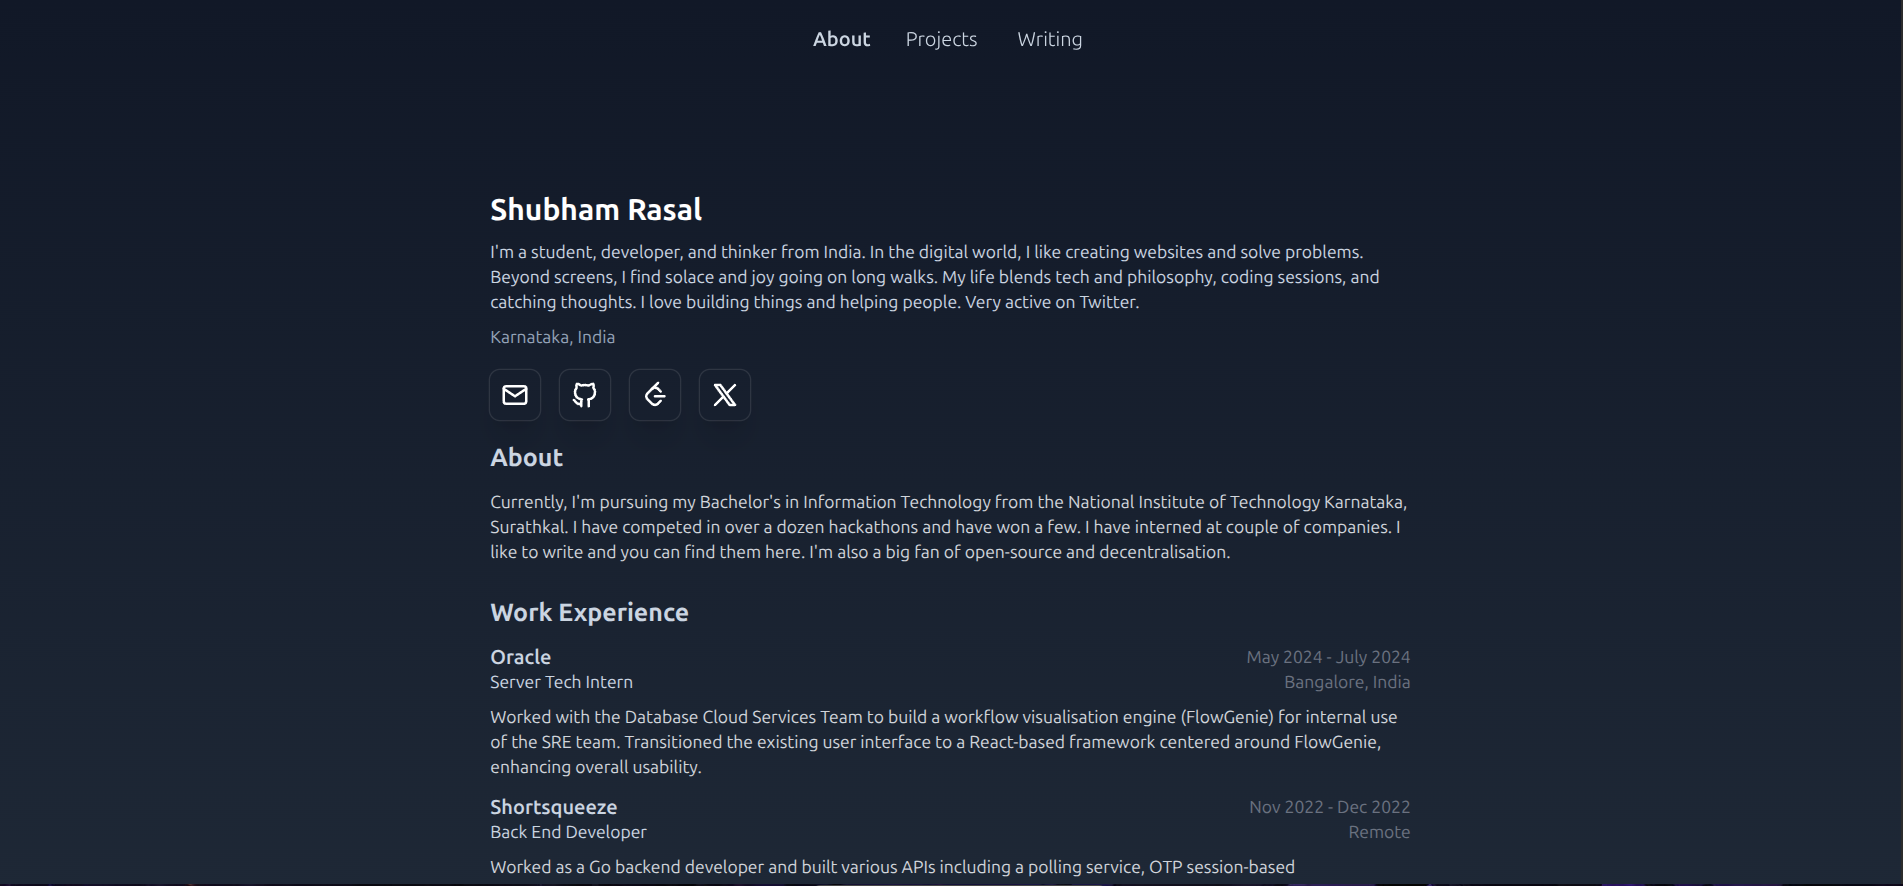 About Projects Writing
Shubham Rasal
I'm a student, developer, and thinker from India. In the digital world, I like creating websites and solve problems.
Beyond screens, I find solace and joy going on long walks. My life blends tech and philosophy, coding sessions, and
catching thoughts. I love building things and helping people. Very active on Twitter.
Karnataka, India
About
Currently, I'm pursuing my Bachelor's in Information Technology from the National Institute of Technology Karnataka,
Surathkal. I have competed in over a dozen hackathons and have won a few. I have interned at couple of companies. I
like to write and you can find them here. I'm also a big fan of open-source and decentralisation.
Work Experience
Oracle May 2024 - July 2024
Server Tech Intern Bangalore, India
Worked with the Database Cloud Services Team to build a workflow visualisation engine (FlowGenie) for internal use
of the SRE team. Transitioned the existing user interface to a React-based framework centered around FlowGenie,
enhancing overall usability.
Shortsqueeze Nov 2022 - Dec 2022
Back End Developer Remote
Worked as a Go backend developer and built various APIs including a polling service, OTP session-based